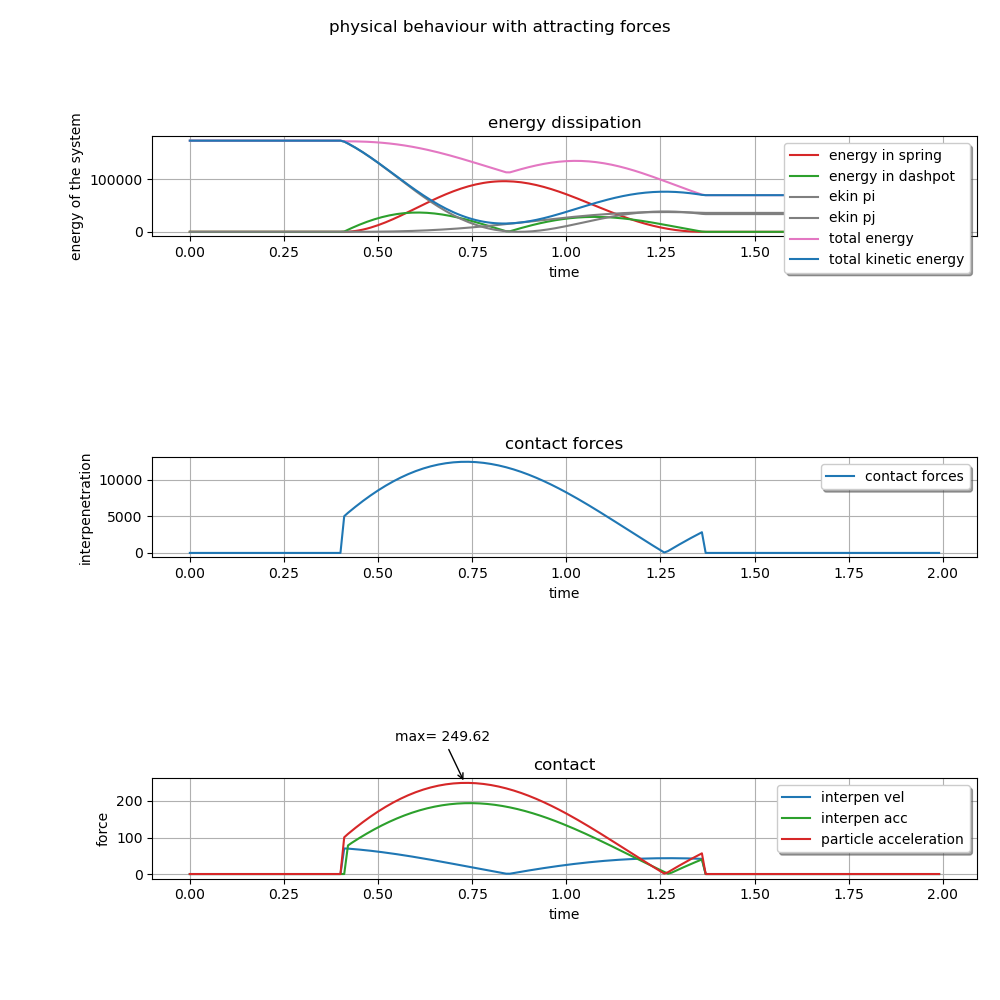 physical behaviour with attracting forces
energy dissipation
energy of the system
100000
0
energy in spring
energy in dashpot
ekin pi
ekin pj
total energy
total kinetic energy
0.00 0.25 0.50 0.75 1.00 1.25 1.50
time
contact forces
interpenetration
10000
5000
0
contact forces
0.00 0.25 0.50 0.75 1.00 1.25 1.50 1.75 2.00
time
max= 249.62
contact
force
200
100
0
interpen vel
interpen acc
particle acceleration
0.00 0.25 0.50 0.75 1.00 1.25 1.50 1.75 2.00
time